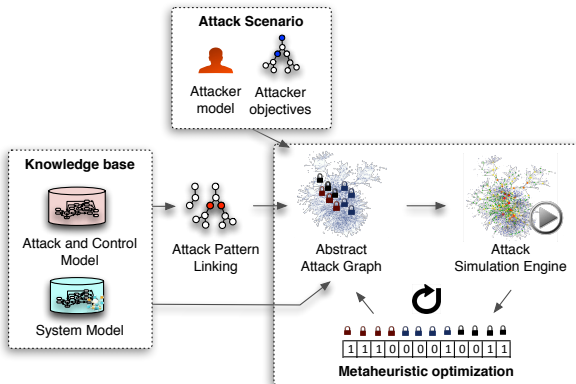 Attack Scenario
Attacker
model
Attacker
objectives
Knowledge base
Attack and Control
Model
System Model
Attack Pattern
Linking
Abstract
Attack Graph
Attack
Simulation Engine
1 1 1 0 0 0 1 0 0 1 1
Metaheuristic optimization